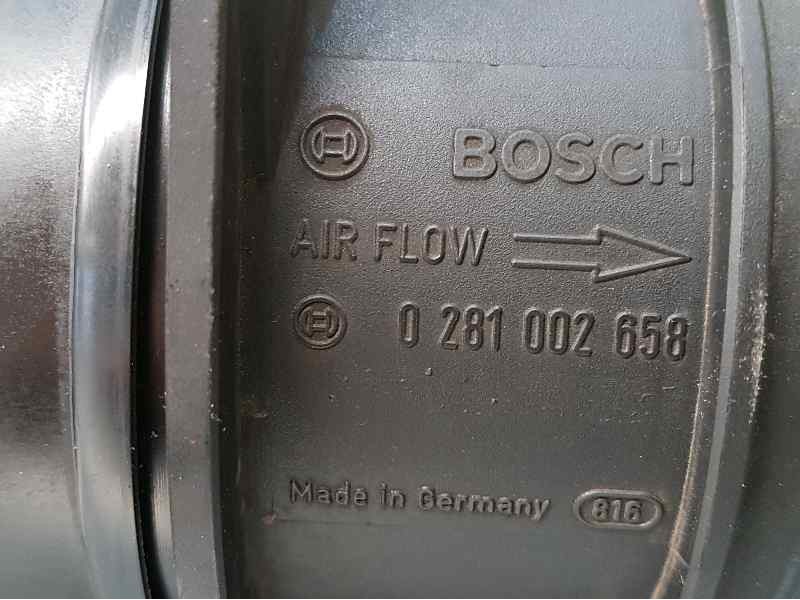 BOSCH
AIR FLOW
0 281 002 658
Made in Germany 816